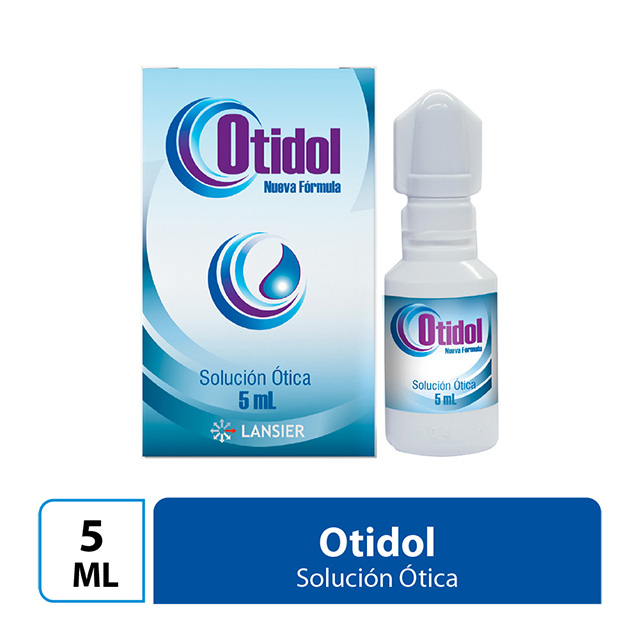 Otidol
Nueva Fórmula
Solución Ótica
5 mL
LANSIER
Otidol
Nueva Fórmula
Solución Ótica
5 mL
5
ML
Otidol
Solución Ótica